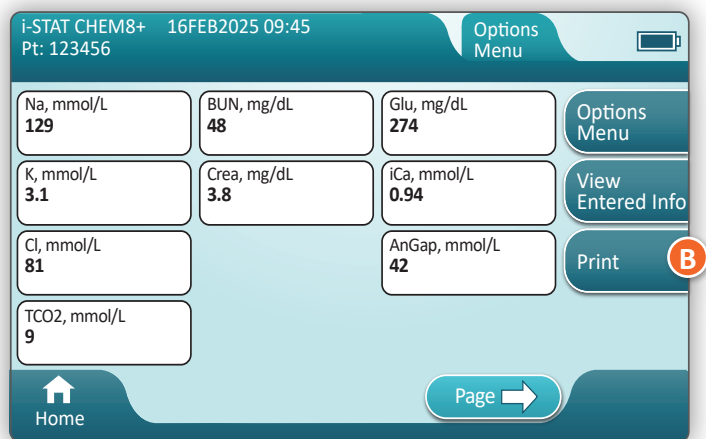 i-STAT CHEM8+ 16FEB2025 09:45
Pt: 123456
Options
Menu
Na, mmol/L
129
BUN, mg/dL
48
Glu, mg/dL
274
Options
Menu
K, mmol/L
3.1
Crea, mg/dL
3.8
iCa, mmol/L
0.94
View
Entered Info
Cl, mmol/L
81
AnGap, mmol/L
42
Print
B
TCO2, mmol/L
9
Home
Page